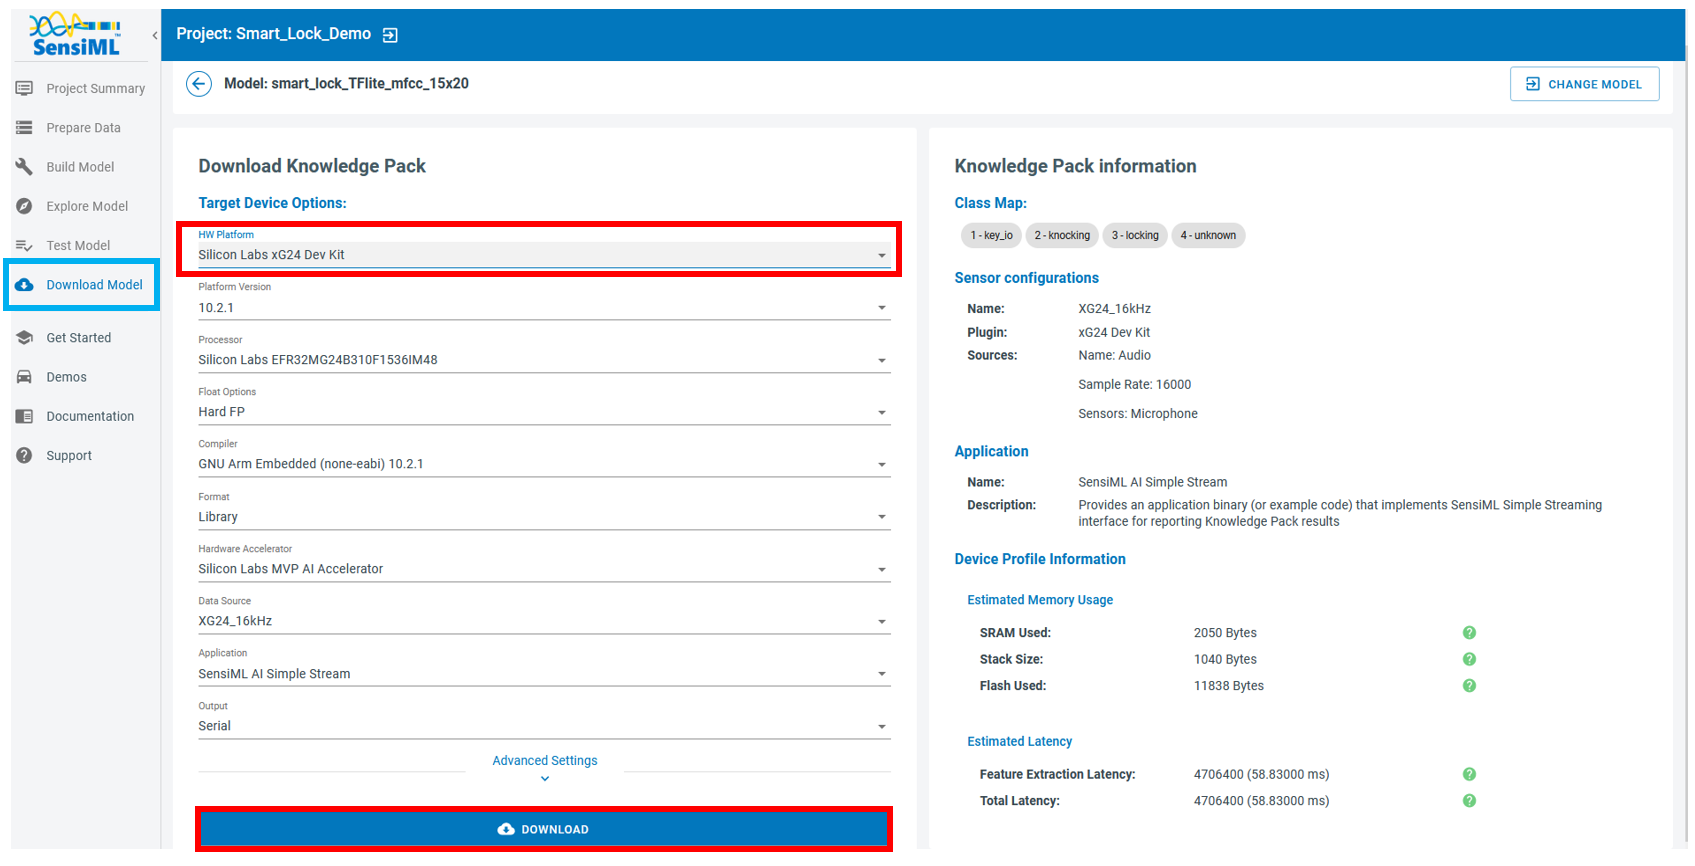 SensiML™
Project: Smart_Lock_Demo
Model: smart_lock_TFlite_mfcc_15x20
CHANGE MODEL
Project Summary
Prepare Data
Build Model
Explore Model
Test Model
Download Model
Get Started
Demos
Documentation
Support
Download Knowledge Pack
Target Device Options:
HW Platform
Silicon Labs xG24 Dev Kit
Platform Version
10.2.1
Processor
Silicon Labs EFR32MG24B310F1536IM48
Float Options
Hard FP
Compiler
GNU Arm Embedded (none-eabi) 10.2.1
Format
Library
Hardware Accelerator
Silicon Labs MVP AI Accelerator
Data Source
XG24_16kHz
Application
SensiML AI Simple Stream
Output
Serial
Advanced Settings
DOWNLOAD
Knowledge Pack information
Class Map:
1 - key_io 2 - knocking 3 - locking 4 - unknown
Sensor configurations
Name: XG24_16kHz
Plugin: xG24 Dev Kit
Sources: Name: Audio
Sample Rate: 16000
Sensors: Microphone
Application
Name: SensiML AI Simple Stream
Description: Provides an application binary (or example code) that implements SensiML Simple Streaming
interface for reporting Knowledge Pack results
Device Profile Information
Estimated Memory Usage
SRAM Used: 2050 Bytes ?
Stack Size: 1040 Bytes ?
Flash Used: 11838 Bytes ?
Estimated Latency
Feature Extraction Latency: 4706400 (58.83000 ms) ?
Total Latency: 4706400 (58.83000 ms) ?